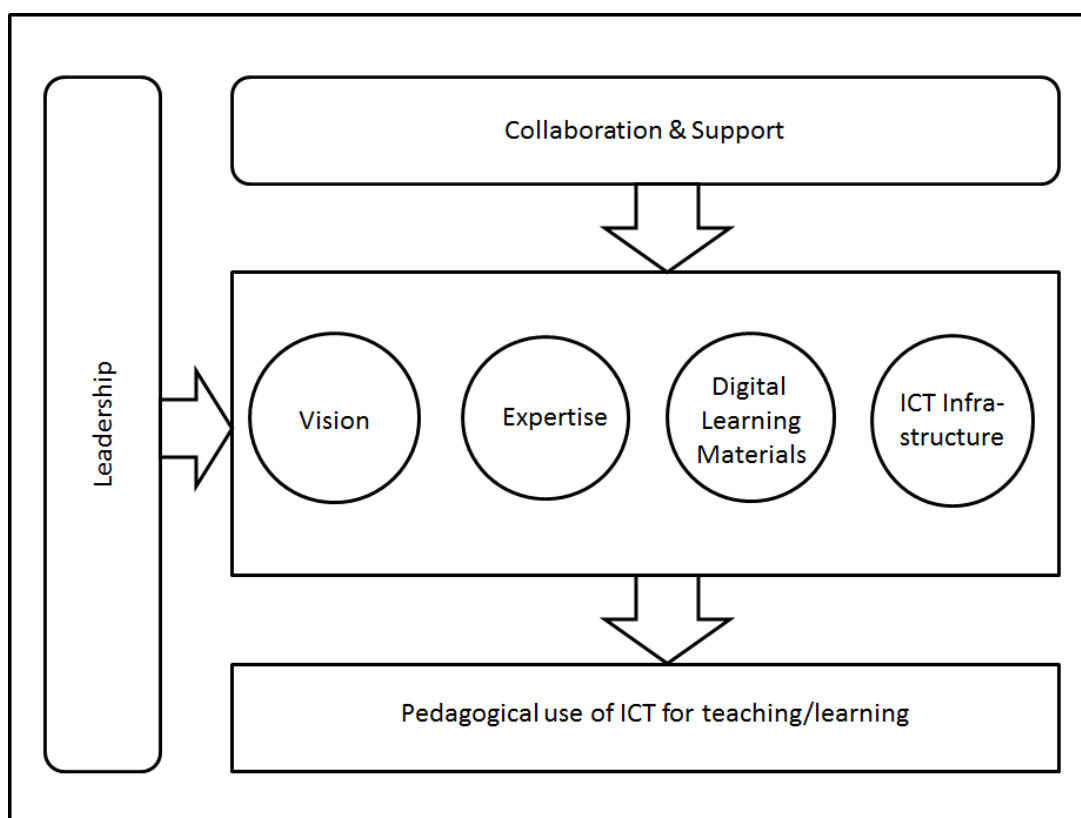 Collaboration & Support
Leadership
Vision
Expertise
Digital
Learning
Materials
ICT Infra-
structure
Pedagogical use of ICT for teaching/learning